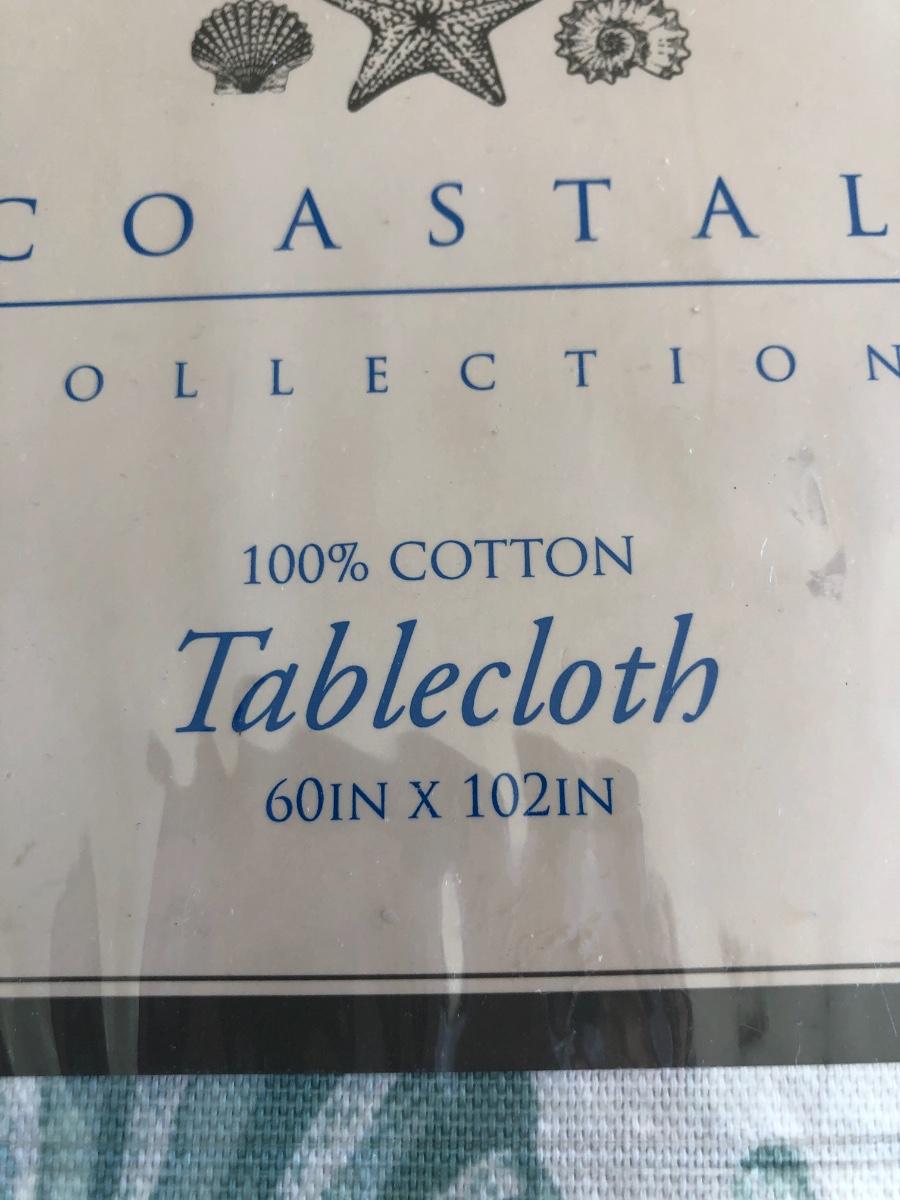 COASTAL
OLLECTION
100% COTTON
Tablecloth
60IN X 102IN